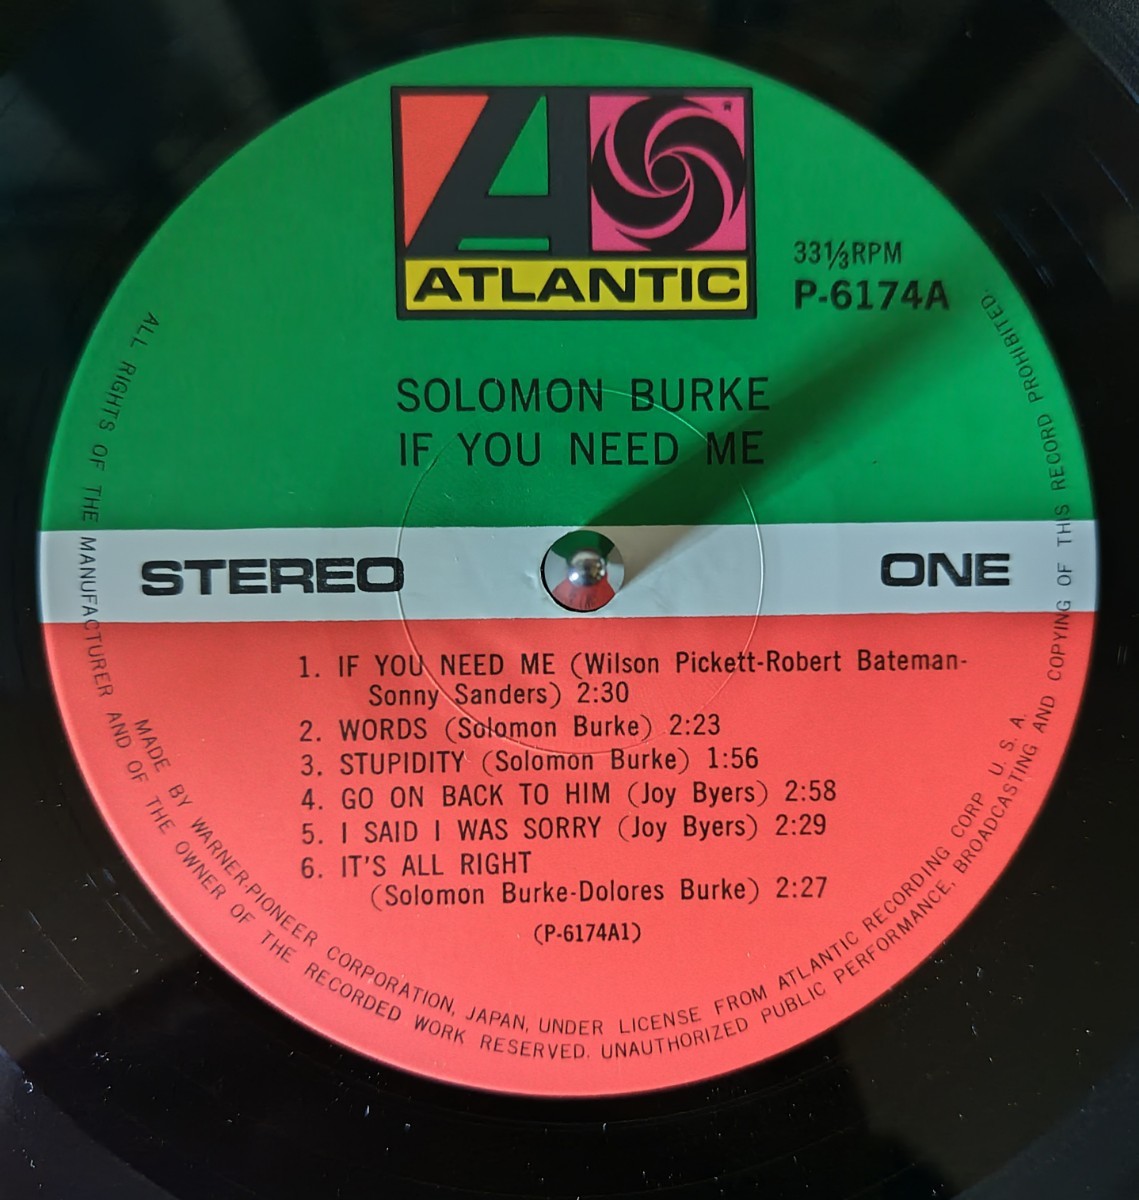 ATLANTIC
33⅓RPM
P-6174A
SOLOMON BURKE
IF YOU NEED ME
STEREO
ONE
1. IF YOU NEED ME (Wilson Pickett-Robert Bateman-
Sonny Sanders) 2:30
2. WORDS (Solomon Burke) 2:23
3. STUPIDITY (Solomon Burke) 1:56
4. GO ON BACK TO HIM (Joy Byers) 2:58
5. I SAID I WAS SORRY (Joy Byers) 2:29
6. IT'S ALL RIGHT
(Solomon Burke-Dolores Burke) 2:27
(P-6174A1)
MADE BY WARNER-PIONEER CORPORATION, JAPAN, UNDER LICENSE FROM ATLANTIC RECORDING CORP. U. S. A.
ALL RIGHTS OF THE MANUFACTURER AND OF THE OWNER OF THE RECORDED WORK RESERVED. UNAUTHORIZED PUBLIC PERFORMANCE, BROADCASTING AND COPYING OF THIS RECORD PROHIBITED.